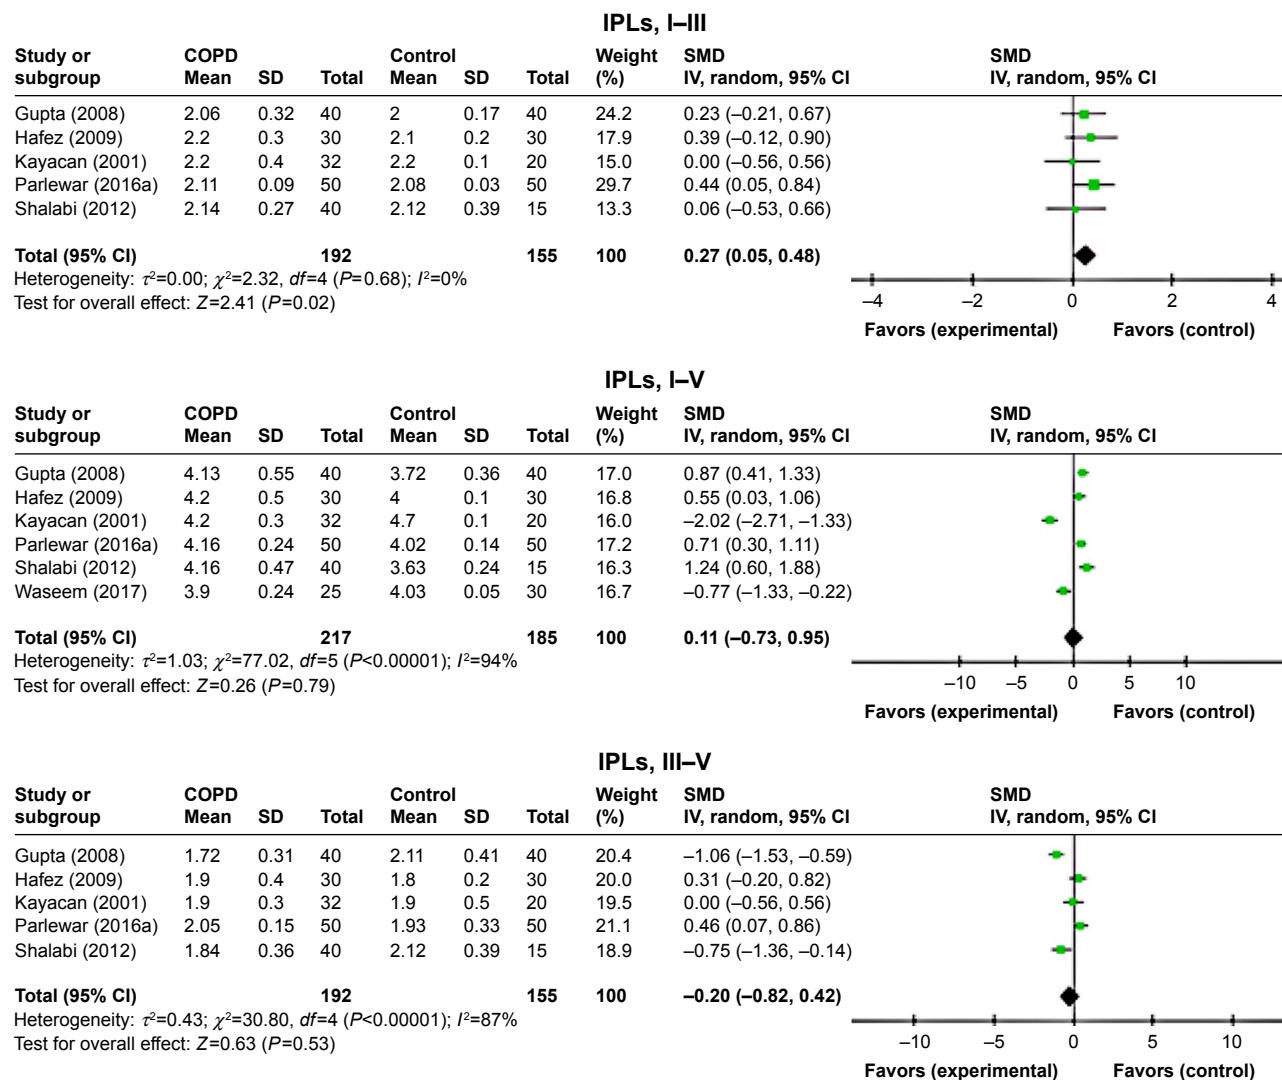 IPLs, I–III
Study or subgroup COPD Mean SD Total Control Mean SD Total Weight (%) SMD IV, random, 95% CI SMD IV, random, 95% CI
Gupta (2008) 2.06 0.32 40 2 0.17 40 24.2 0.23 (–0.21, 0.67)
Hafez (2009) 2.2 0.3 30 2.1 0.2 30 17.9 0.39 (–0.12, 0.90)
Kayacan (2001) 2.2 0.4 32 2.2 0.1 20 15.0 0.00 (–0.56, 0.56)
Parlewar (2016a) 2.11 0.09 50 2.08 0.03 50 29.7 0.44 (0.05, 0.84)
Shalabi (2012) 2.14 0.27 40 2.12 0.39 15 13.3 0.06 (–0.53, 0.66)
Total (95% CI) 192 155 100 0.27 (0.05, 0.48)
Heterogeneity: τ²=0.00; χ²=2.32, df=4 (P=0.68); I²=0%
Test for overall effect: Z=2.41 (P=0.02)
–4 –2 0 2 4
Favors (experimental) Favors (control)
IPLs, I–V
Study or subgroup COPD Mean SD Total Control Mean SD Total Weight (%) SMD IV, random, 95% CI SMD IV, random, 95% CI
Gupta (2008) 4.13 0.55 40 3.72 0.36 40 17.0 0.87 (0.41, 1.33)
Hafez (2009) 4.2 0.5 30 4 0.1 30 16.8 0.55 (0.03, 1.06)
Kayacan (2001) 4.2 0.3 32 4.7 0.1 20 16.0 –2.02 (–2.71, –1.33)
Parlewar (2016a) 4.16 0.24 50 4.02 0.14 50 17.2 0.71 (0.30, 1.11)
Shalabi (2012) 4.16 0.47 40 3.63 0.24 15 16.3 1.24 (0.60, 1.88)
Waseem (2017) 3.9 0.24 25 4.03 0.05 30 16.7 –0.77 (–1.33, –0.22)
Total (95% CI) 217 185 100 0.11 (–0.73, 0.95)
Heterogeneity: τ²=1.03; χ²=77.02, df=5 (P<0.00001); I²=94%
Test for overall effect: Z=0.26 (P=0.79)
–10 –5 0 5 10
Favors (experimental) Favors (control)
IPLs, III–V
Study or subgroup COPD Mean SD Total Control Mean SD Total Weight (%) SMD IV, random, 95% CI SMD IV, random, 95% CI
Gupta (2008) 1.72 0.31 40 2.11 0.41 40 20.4 –1.06 (–1.53, –0.59)
Hafez (2009) 1.9 0.4 30 1.8 0.2 30 20.0 0.31 (–0.20, 0.82)
Kayacan (2001) 1.9 0.3 32 1.9 0.5 20 19.5 0.00 (–0.56, 0.56)
Parlewar (2016a) 2.05 0.15 50 1.93 0.33 50 21.1 0.46 (0.07, 0.86)
Shalabi (2012) 1.84 0.36 40 2.12 0.39 15 18.9 –0.75 (–1.36, –0.14)
Total (95% CI) 192 155 100 –0.20 (–0.82, 0.42)
Heterogeneity: τ²=0.43; χ²=30.80, df=4 (P<0.00001); I²=87%
Test for overall effect: Z=0.63 (P=0.53)
–10 –5 0 5 10
Favors (experimental) Favors (control)